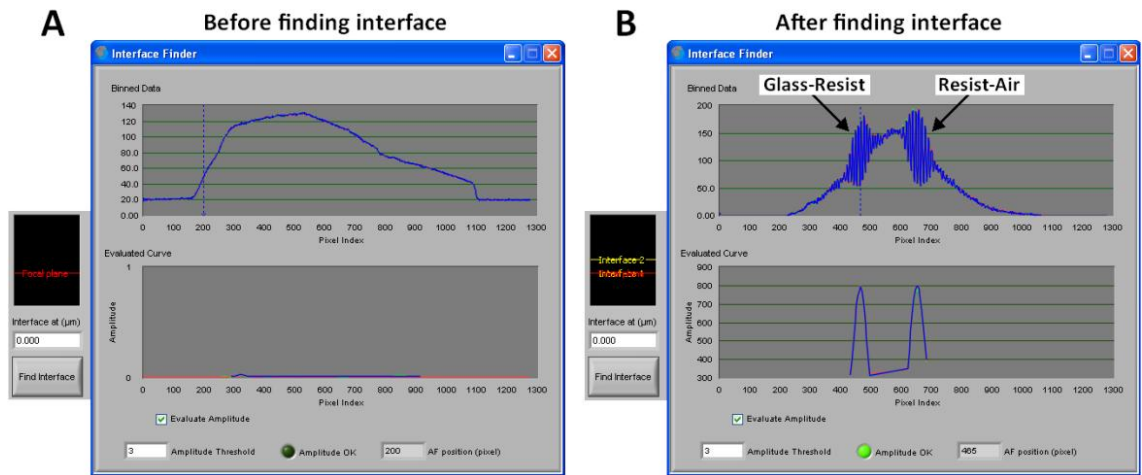 A Before finding interface
Interface Finder
Binned Data
140
120
100
80.0
60.0
40.0
20.0
0.00
0 100 200 300 400 500 600 700 800 900 1000 1100 1200 1300
Pixel Index
Focal plane
Interface at (µm)
0.000
Find Interface
Evaluated Curve
1
Amplitude
0
0 100 200 300 400 500 600 700 800 900 1000 1100 1200 1300
Pixel Index
Evaluate Amplitude
3 Amplitude Threshold Amplitude OK 200 AF position (pixel)
B After finding interface
Interface Finder
Binned Data
Glass-Resist Resist-Air
200
150
100
50.0
0.00
0 100 200 300 400 500 600 700 800 900 1000 1100 1200 1300
Pixel Index
Interface 2
Interface 1
Interface at (µm)
0.000
Find Interface
Evaluated Curve
900
800
700
600
500
400
300
Amplitude
0 100 200 300 400 500 600 700 800 900 1000 1100 1200 1300
Pixel Index
Evaluate Amplitude
3 Amplitude Threshold Amplitude OK 465 AF position (pixel)